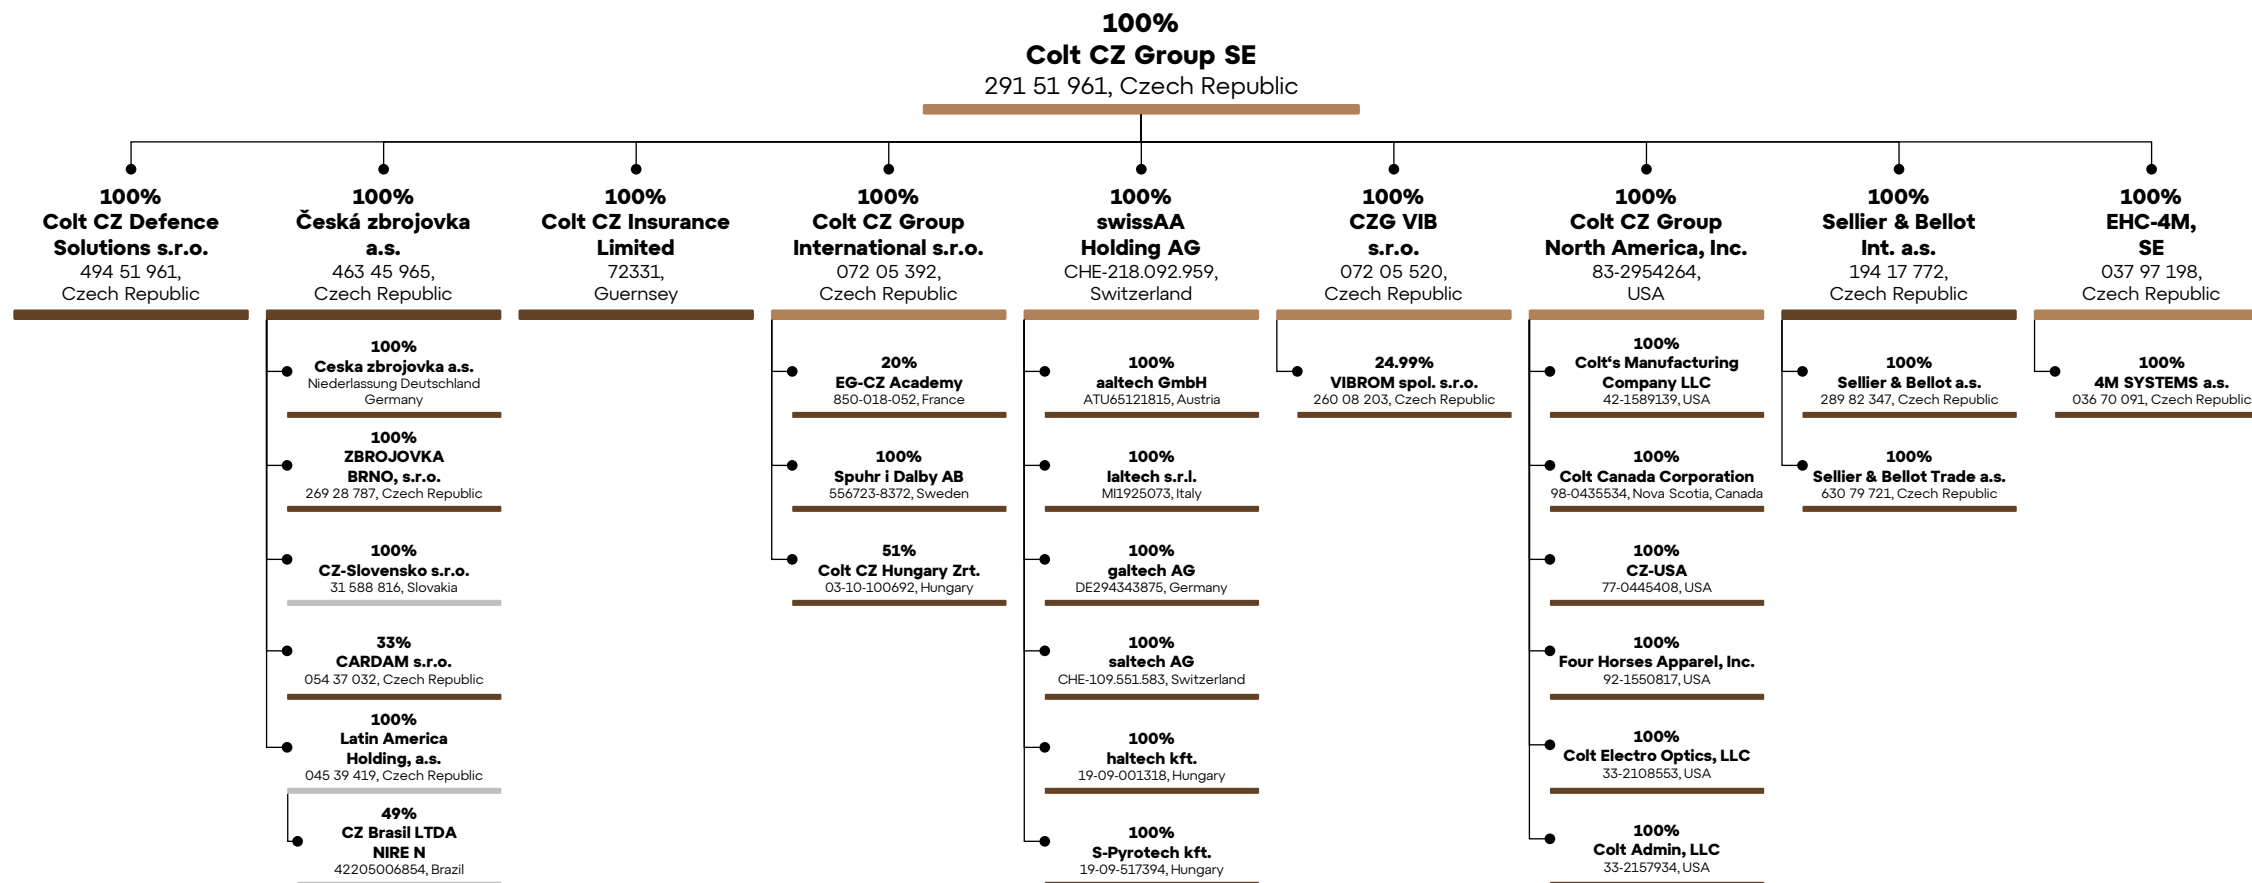 100%
Colt CZ Group SE
291 51 961, Czech Republic
100%
Colt CZ Defence
Solutions s.r.o.
494 51 961,
Czech Republic
100%
Česká zbrojovka
a.s.
463 45 965,
Czech Republic
100%
Ceska zbrojovka a.s.
Niederlassung Deutschland
Germany
100%
ZBROJOVKA
BRNO, s.r.o.
269 28 787, Czech Republic
100%
CZ-Slovensko s.r.o.
31 588 816, Slovakia
33%
CARDAM s.r.o.
054 37 032, Czech Republic
100%
Latin America
Holding, a.s.
045 39 419, Czech Republic
49%
CZ Brasil LTDA
NIRE N
42205006854, Brazil
100%
Colt CZ Insurance
Limited
72331,
Guernsey
100%
Colt CZ Group
International s.r.o.
072 05 392,
Czech Republic
20%
EG-CZ Academy
850-018-052, France
100%
Spuhr i Dalby AB
556723-8372, Sweden
51%
Colt CZ Hungary Zrt.
03-10-100692, Hungary
100%
swissAA
Holding AG
CHE-218.092.959,
Switzerland
100%
aaltech GmbH
ATU65121815, Austria
100%
Ialtech s.r.l.
MI1925073, Italy
100%
galtech AG
DE294343875, Germany
100%
saltech AG
CHE-109.551.583, Switzerland
100%
haltech kft.
19-09-001318, Hungary
100%
S-Pyrotech kft.
19-09-517394, Hungary
100%
CZG VIB
s.r.o.
072 05 520,
Czech Republic
24.99%
VIBROM spol. s.r.o.
260 08 203, Czech Republic
100%
Colt CZ Group
North America, Inc.
83-2954264,
USA
100%
Colt‘s Manufacturing
Company LLC
42-1589139, USA
100%
Colt Canada Corporation
98-0435534, Nova Scotia, Canada
100%
CZ-USA
77-0445408, USA
100%
Four Horses Apparel, Inc.
92-1550817, USA
100%
Colt Electro Optics, LLC
33-2108553, USA
100%
Colt Admin, LLC
33-2157934, USA
100%
Sellier & Bellot
Int. a.s.
194 17 772,
Czech Republic
100%
Sellier & Bellot a.s.
289 82 347, Czech Republic
100%
Sellier & Bellot Trade a.s.
630 79 721, Czech Republic
100%
EHC-4M,
SE
037 97 198,
Czech Republic
100%
4M SYSTEMS a.s.
036 70 091, Czech Republic